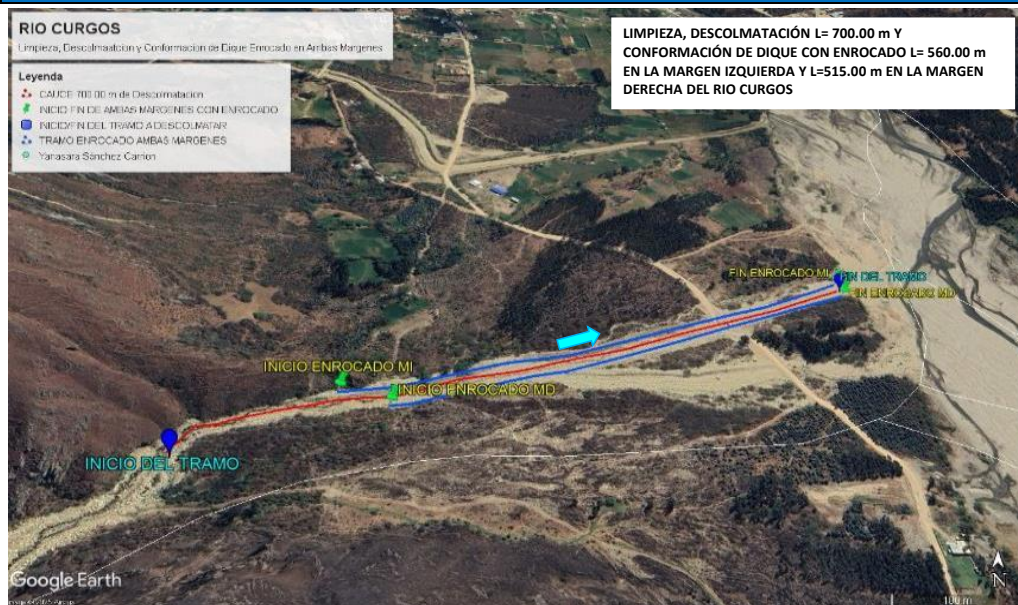 RIO CURGOS
Limpieza, Descolmaatcion y Conformacion de Dique Enrocado en Ambas Margenes
Leyenda
CAUCE 700.00 m de Descolmatacion
INICIO FIN DE AMBAS MARGENES CON ENROCADO
INICIO/FIN DEL TRAMO A DESCOLMATAR
TRAMO ENROCADO AMBAS MARGENES
Yanasara Sánchez Carrion
LIMPIEZA, DESCOLMATACIÓN L= 700.00 m Y
CONFORMACIÓN DE DIQUE CON ENROCADO L= 560.00 m
EN LA MARGEN IZQUIERDA Y L=515.00 m EN LA MARGEN
DERECHA DEL RIO CURGOS
FIN ENROCADO MI
FIN DEL TRAMO
FIN ENROCADO MD
INICIO ENROCADO MI
INICIO ENROCADO MD
INICIO DEL TRAMO
Google Earth
N
100 m